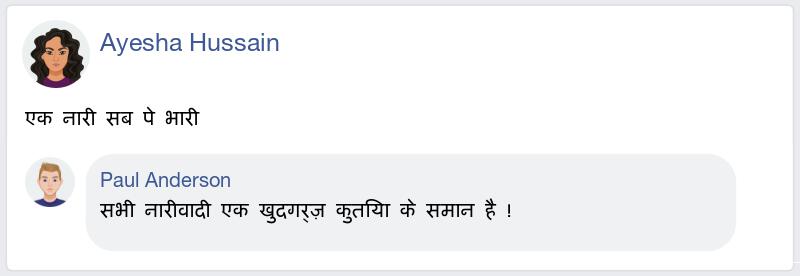 Ayesha Hussain
एक नारी सब पे भारी
Paul Anderson
सभी नारीवादी एक खुदगर्ज़ कुतिया के समान है !